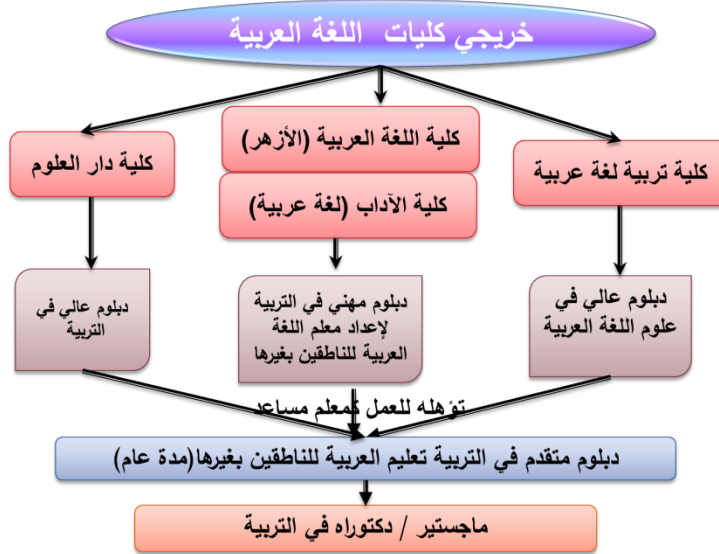 خريجي كليات اللغة العربية
كلية تربية لغة عربية
كلية اللغة العربية (الأزهر)
كلية الآداب (لغة عربية)
كلية دار العلوم
دبلوم عالي في
علوم اللغة العربية
دبلوم مهني في التربية
لإعداد معلم اللغة
العربية للناطقين بغيرها
دبلوم عالي في
التربية
تؤهله للعمل كمعلم مساعد
دبلوم متقدم في التربية تعليم العربية للناطقين بغيرها(مدة عام)
ماجستير / دكتوراه في التربية